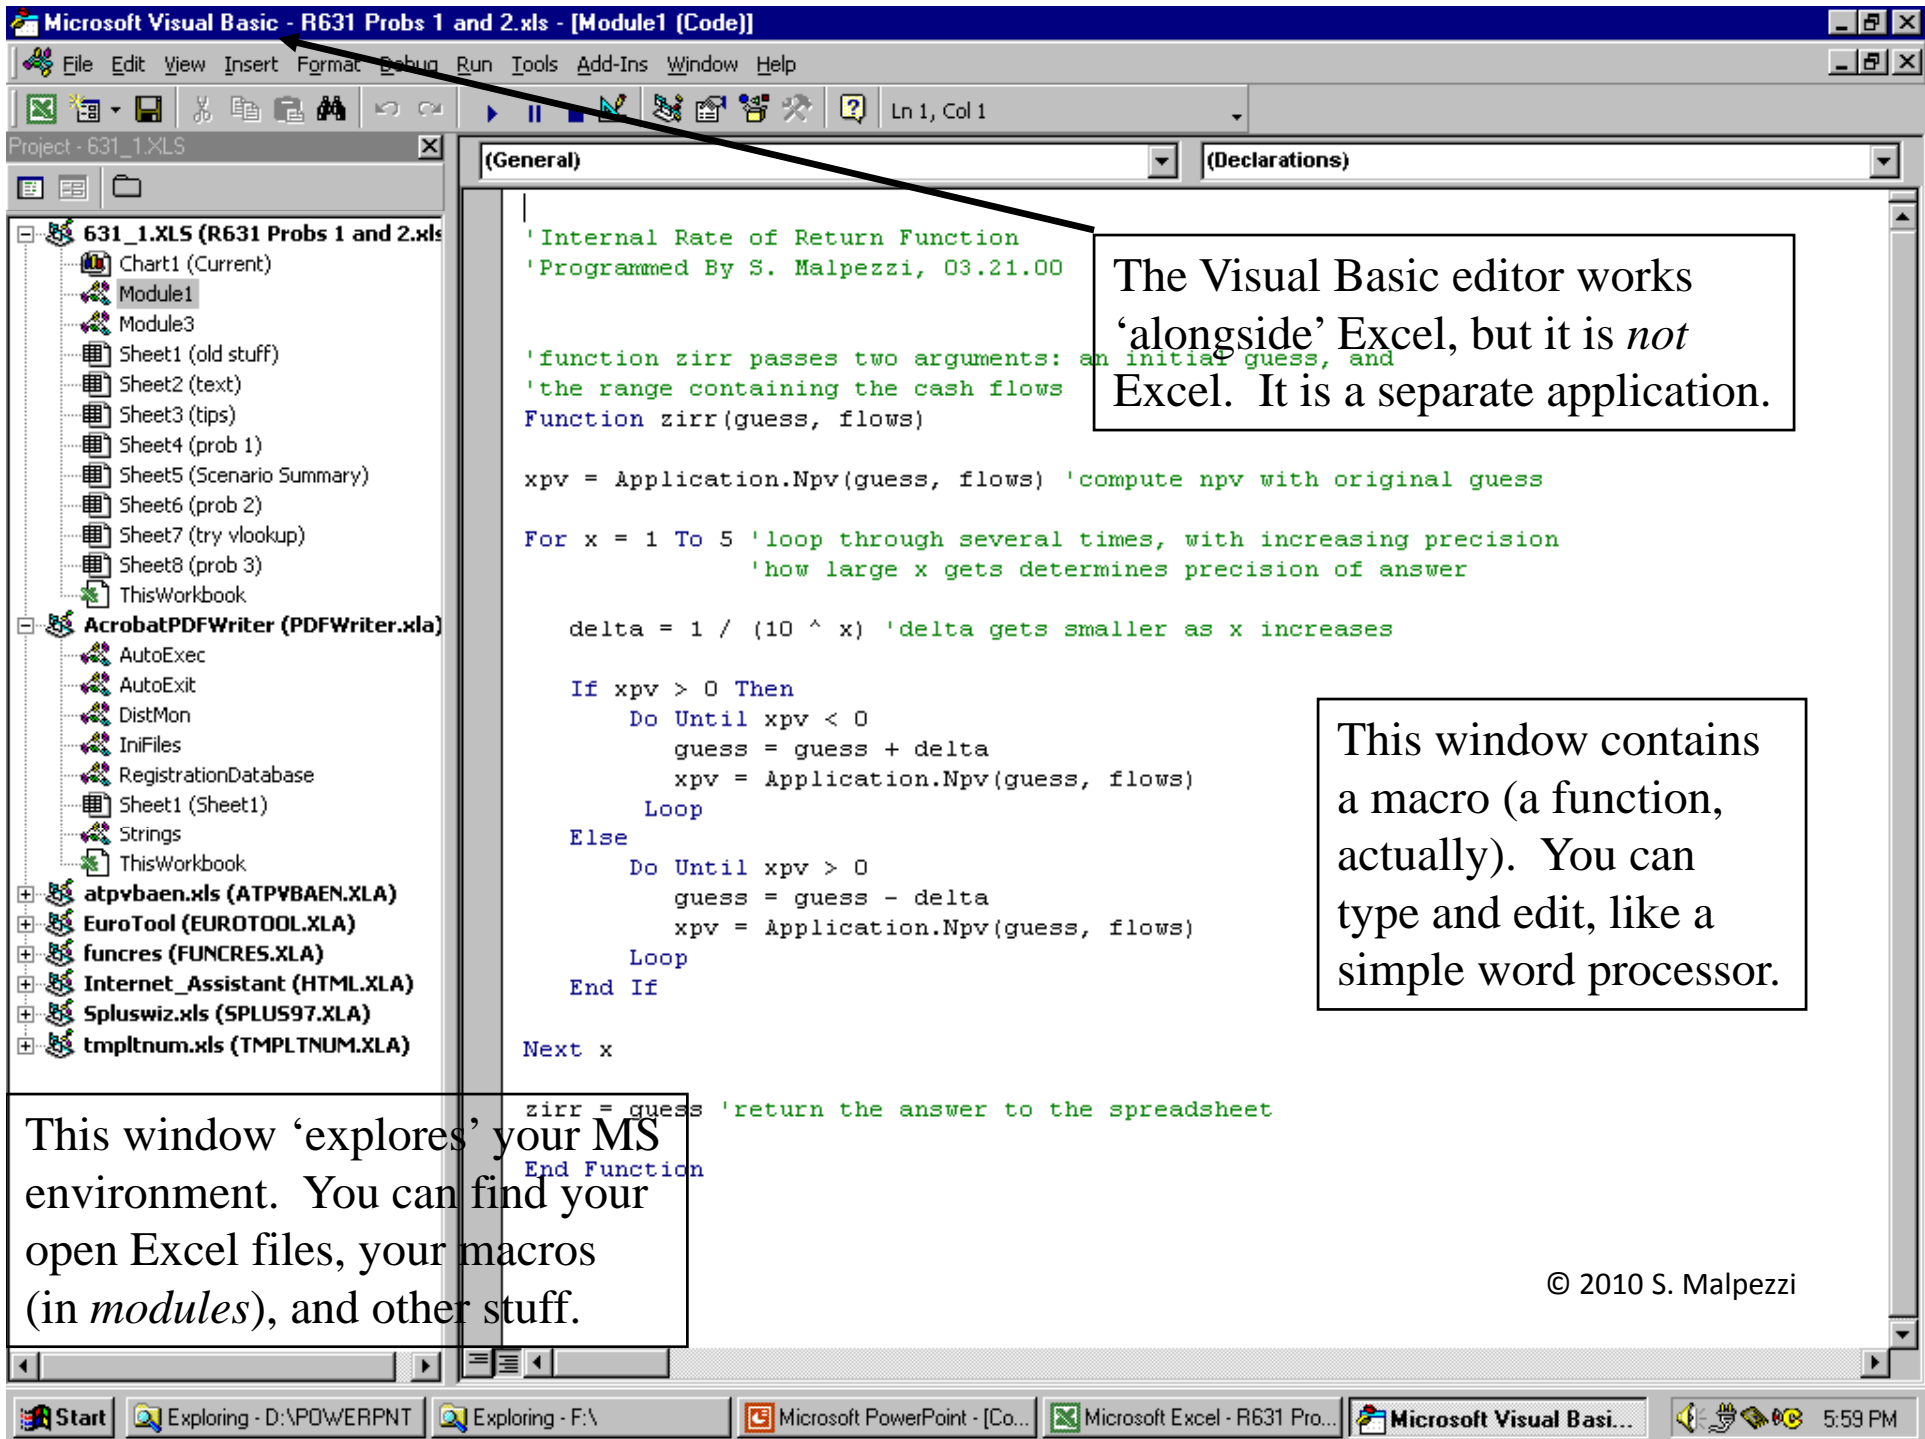 Microsoft Visual Basic - R631 Probs 1 and 2.xls - [Module1 (Code)]
File Edit View Insert Format Debug Run Tools Add-Ins Window Help
Ln 1, Col 1
Project - 631_1.XLS
631_1.XLS (R631 Probs 1 and 2.xls
Chart1 (Current)
Module1
Module3
Sheet1 (old stuff)
Sheet2 (text)
Sheet3 (tips)
Sheet4 (prob 1)
Sheet5 (Scenario Summary)
Sheet6 (prob 2)
Sheet7 (try vlookup)
Sheet8 (prob 3)
ThisWorkbook
AcrobatPDFWriter (PDFWriter.xla)
AutoExec
AutoExit
DistMon
IniFiles
RegistrationDatabase
Sheet1 (Sheet1)
Strings
ThisWorkbook
atpvbaen.xls (ATPVBAEN.XLA)
EuroTool (EUROTOOL.XLA)
funcres (FUNCRES.XLA)
Internet_Assistant (HTML.XLA)
Spluswiz.xls (SPLUS97.XLA)
tmpltnum.xls (TMPLTNUM.XLA)
This window ‘explores’ your MS
environment. You can find your
open Excel files, your macros
(in modules), and other stuff.
(General)
(Declarations)
'Internal Rate of Return Function
'Programmed By S. Malpezzi, 03.21.00
'function zirr passes two arguments: an initial guess, and
'the range containing the cash flows
Function zirr(guess, flows)
xpv = Application.Npv(guess, flows) 'compute npv with original guess
For x = 1 To 5 'loop through several times, with increasing precision
'how large x gets determines precision of answer
delta = 1 / (10 ^ x) 'delta gets smaller as x increases
If xpv > 0 Then
Do Until xpv < 0
guess = guess + delta
xpv = Application.Npv(guess, flows)
Loop
Else
Do Until xpv > 0
guess = guess - delta
xpv = Application.Npv(guess, flows)
Loop
End If
Next x
zirr = guess 'return the answer to the spreadsheet
End Function
The Visual Basic editor works
‘alongside’ Excel, but it is not
Excel. It is a separate application.
This window contains
a macro (a function,
actually). You can
type and edit, like a
simple word processor.
© 2010 S. Malpezzi
Start
Exploring - D:\POWERPNT
Exploring - F:\
Microsoft PowerPoint - [Co...
Microsoft Excel - R631 Pro...
Microsoft Visual Basi...
5:59 PM